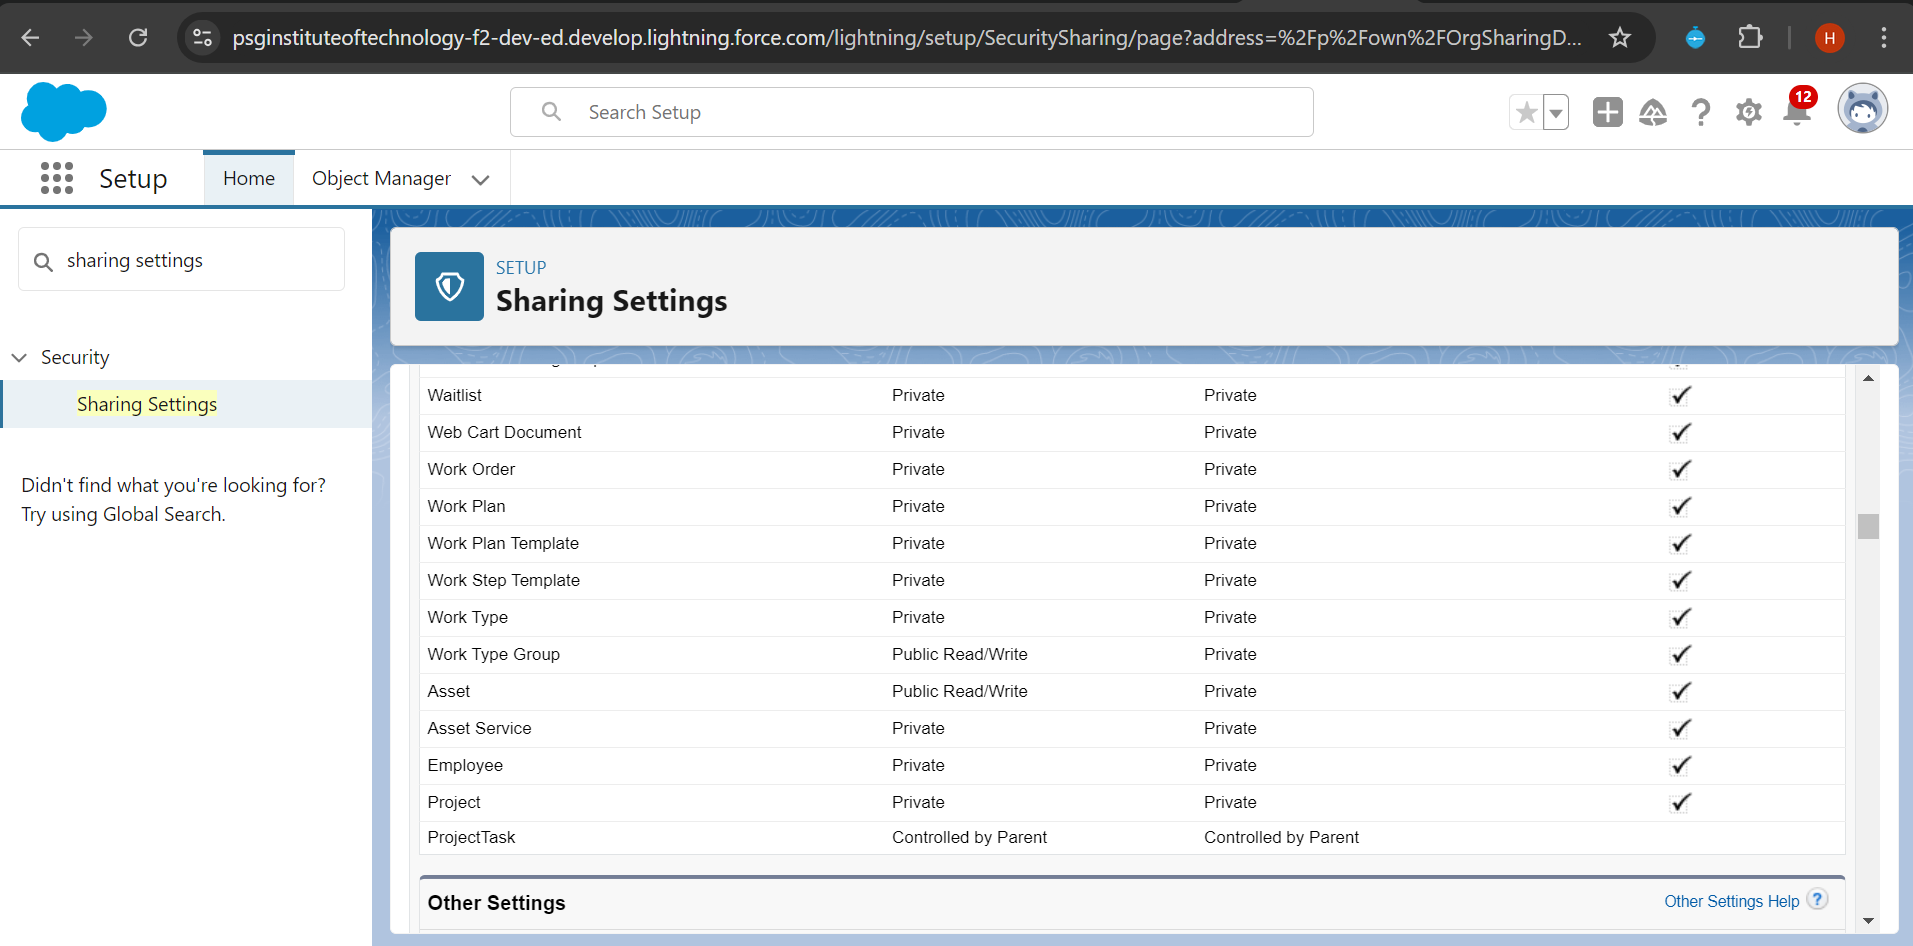 psginstituteoftechnology-f2-dev-ed.develop.lightning.force.com/lightning/setup/SecuritySharing/page?address=%2Fp%2Fown%2FOrgSharingD...
H
Search Setup
12
Setup
Home
Object Manager
sharing settings
Security
Sharing Settings
Didn't find what you're looking for?
Try using Global Search.
SETUP
Sharing Settings
Waitlist Private Private
Web Cart Document Private Private
Work Order Private Private
Work Plan Private Private
Work Plan Template Private Private
Work Step Template Private Private
Work Type Private Private
Work Type Group Public Read/Write Private
Asset Public Read/Write Private
Asset Service Private Private
Employee Private Private
Project Private Private
ProjectTask Controlled by Parent Controlled by Parent
Other Settings
Other Settings Help ?